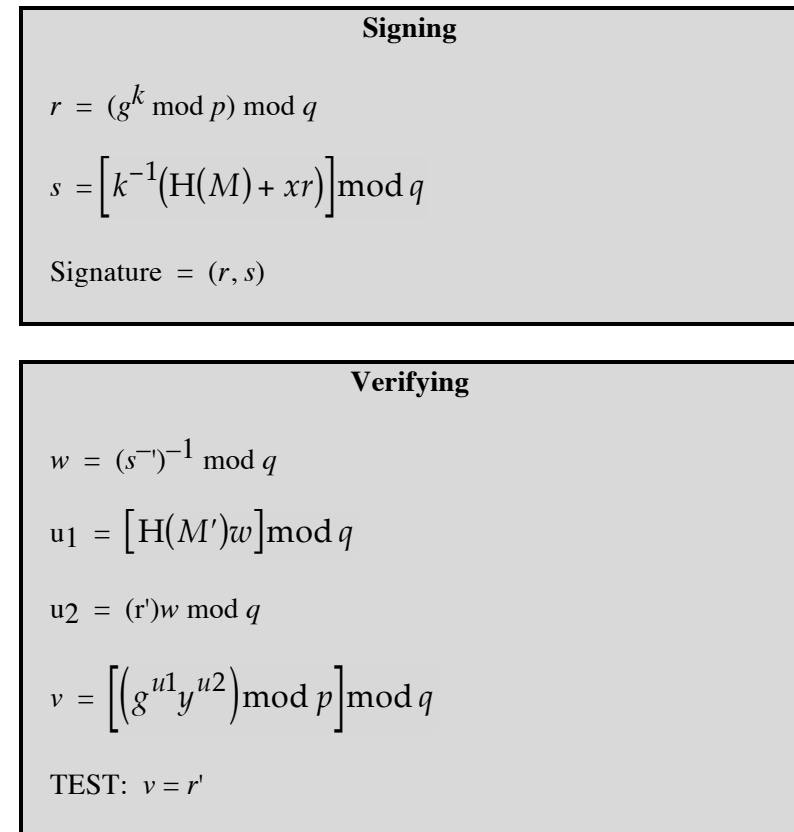 Signing
r = (g^k mod p) mod q
s = [k^−1(H(M) + xr)]mod q
Signature = (r, s)
Verifying
w = (s^−')^−1 mod q
u1 = [H(M′)w]mod q
u2 = (r')w mod q
v = [(g^u1 y^u2)mod p]mod q
TEST: v = r'